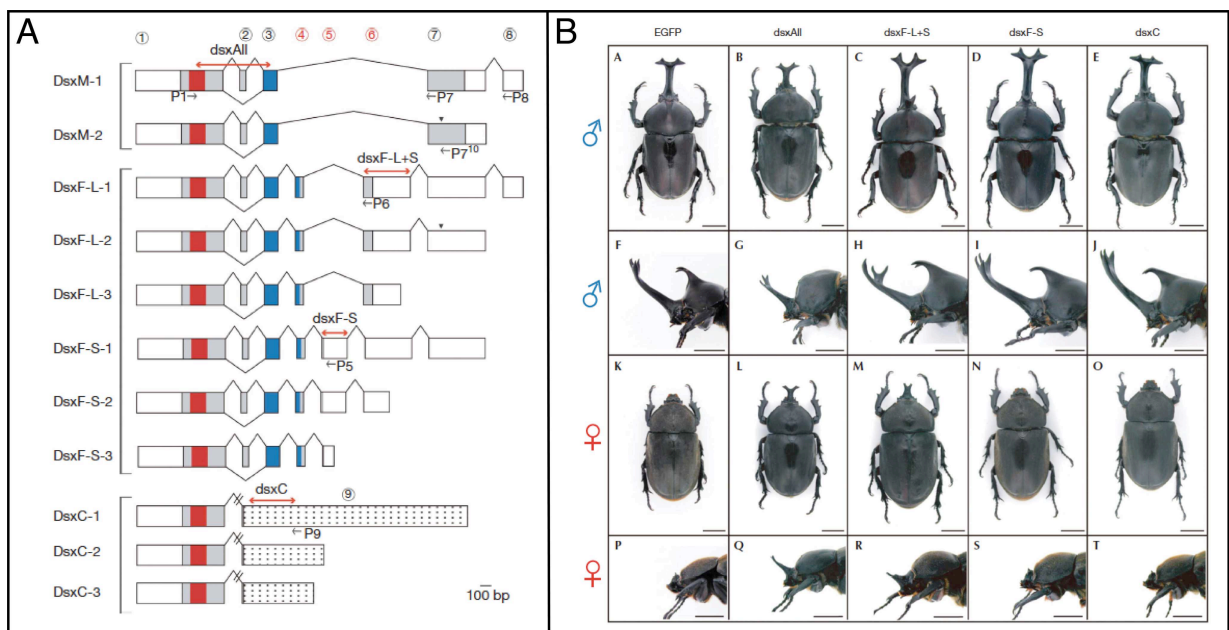 A
① ② ③ ④ ⑤ ⑥ ⑦ ⑧
dsxAll
DsxM-1
P1→ ←P7 ←P8
DsxM-2
←P7¹⁰
dsxF-L+S
DsxF-L-1
←P6
DsxF-L-2
DsxF-L-3
dsxF-S
DsxF-S-1
←P5
DsxF-S-2
DsxF-S-3
dsxC ⑨
DsxC-1
←P9
DsxC-2
DsxC-3
100 bp
B
EGFP dsxAll dsxF-L+S dsxF-S dsxC
♂ A B C D E
♂ F G H I J
♀ K L M N O
♀ P Q R S T